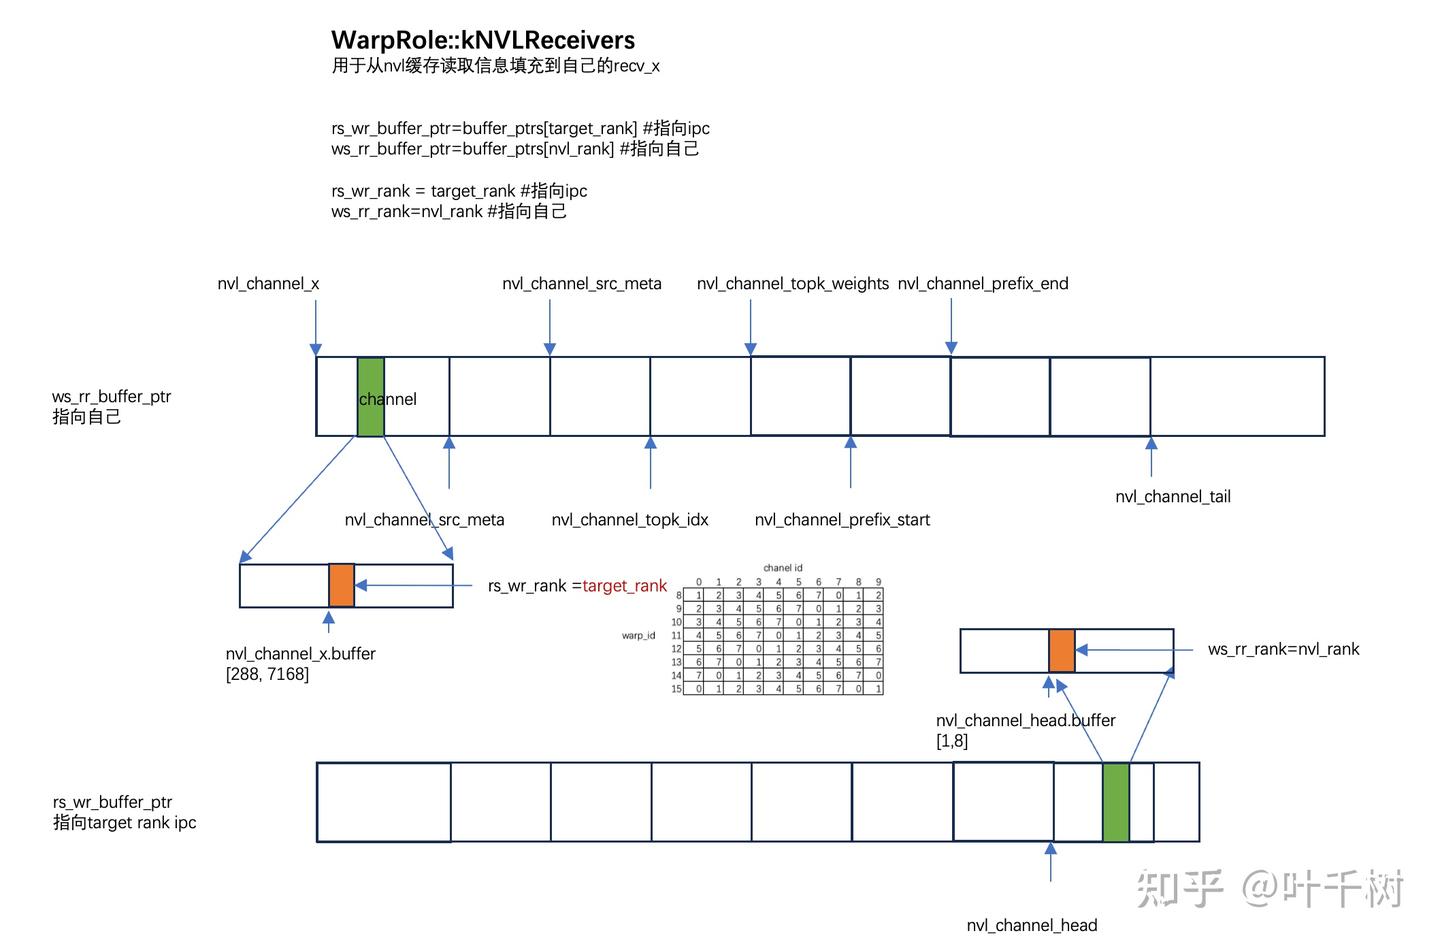 WarpRole::kNVLReceivers
用于从nvl缓存读取信息填充到自己的recv_x
rs_wr_buffer_ptr=buffer_ptrs[target_rank] #指向ipc
ws_rr_buffer_ptr=buffer_ptrs[nvl_rank] #指向自己
rs_wr_rank = target_rank #指向ipc
ws_rr_rank=nvl_rank #指向自己
nvl_channel_x
nvl_channel_src_meta
nvl_channel_topk_weights
nvl_channel_prefix_end
ws_rr_buffer_ptr
指向自己
channel
nvl_channel_tail
nvl_channel_src_meta
nvl_channel_topk_idx
nvl_channel_prefix_start
rs_wr_rank =target_rank
chanel id
0 1 2 3 4 5 6 7 8 9
8 1 2 3 4 5 6 7 0 1 2
9 2 3 4 5 6 7 0 1 2 3
10 3 4 5 6 7 0 1 2 3 4
warp_id
11 4 5 6 7 0 1 2 3 4 5
12 5 6 7 0 1 2 3 4 5 6
13 6 7 0 1 2 3 4 5 6 7
14 7 0 1 2 3 4 5 6 7 0
15 0 1 2 3 4 5 6 7 0 1
nvl_channel_x.buffer
[288, 7168]
ws_rr_rank=nvl_rank
nvl_channel_head.buffer
[1,8]
rs_wr_buffer_ptr
指向target rank ipc
nvl_channel_head
知乎 @叶千树